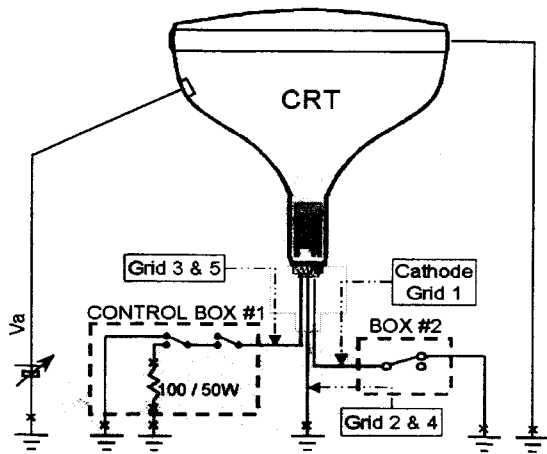 CRT
Grid 3 & 5
Cathode
Grid 1
CONTROL BOX #1
BOX #2
Va
100 / 50W
Grid 2 & 4